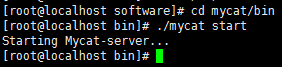 [root@localhost software]# cd mycat/bin
[root@localhost bin]# ./mycat start
Starting Mycat-server...
[root@localhost bin]#